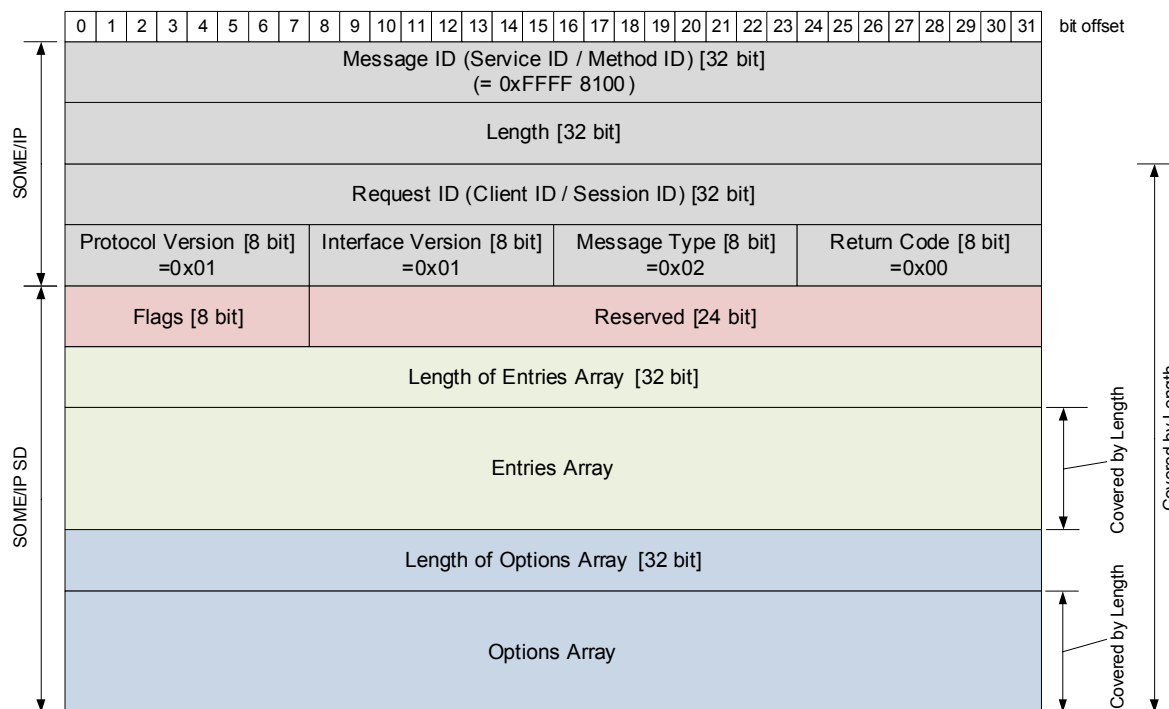 0 1 2 3 4 5 6 7 8 9 10 11 12 13 14 15 16 17 18 19 20 21 22 23 24 25 26 27 28 29 30 31 bit offset
Message ID (Service ID / Method ID) [32 bit]
(= 0xFFFF 8100)
Length [32 bit]
Request ID (Client ID / Session ID) [32 bit]
Protocol Version [8 bit]
=0x01
Interface Version [8 bit]
=0x01
Message Type [8 bit]
=0x02
Return Code [8 bit]
=0x00
SOME/IP
Flags [8 bit]
Reserved [24 bit]
Length of Entries Array [32 bit]
Entries Array
Length of Options Array [32 bit]
Options Array
SOME/IP SD
Covered by Length
Covered by Length
Covered by Length